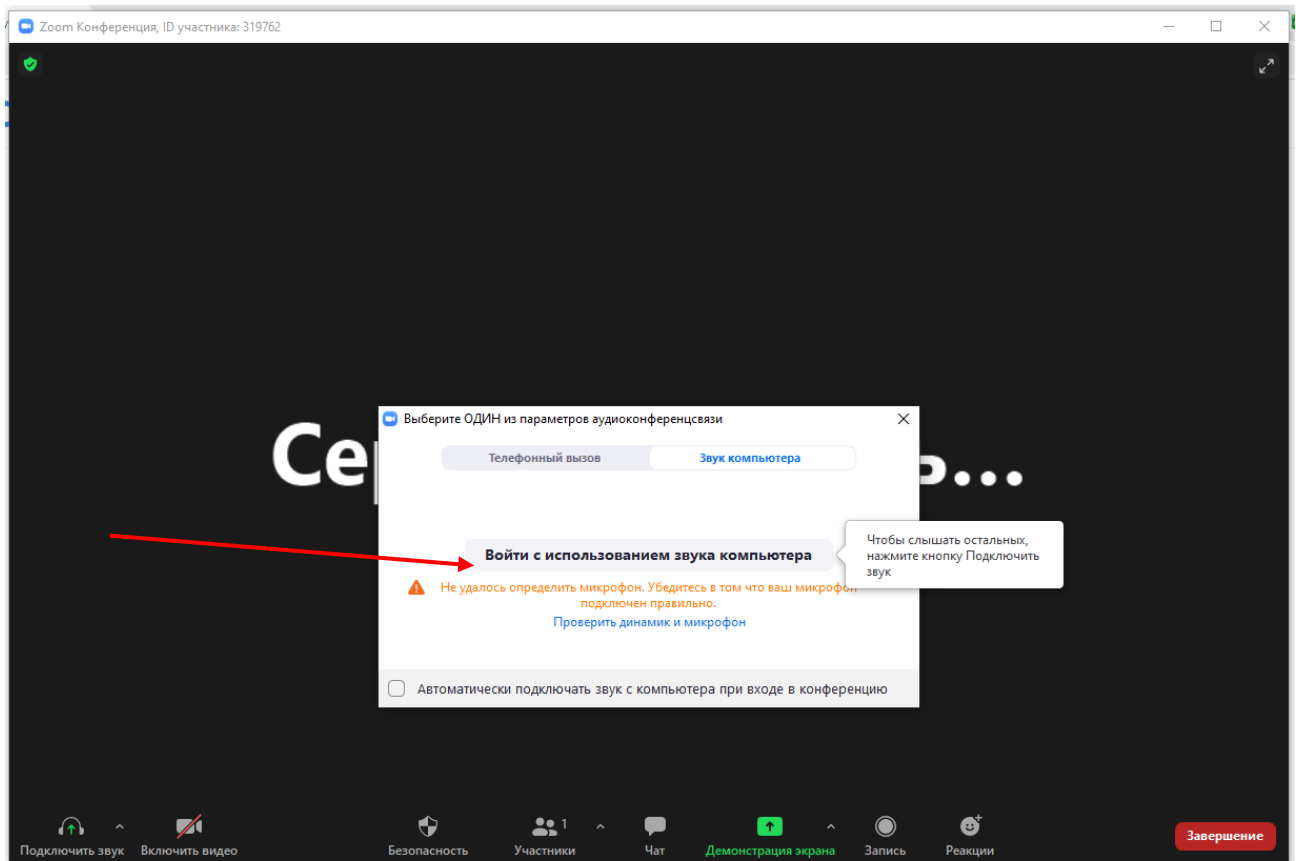 Zoom Конференция, ID участника: 319762
Се
ь...
Выберите ОДИН из параметров аудиоконференцсвязи
Телефонный вызов
Звук компьютера
Войти с использованием звука компьютера
Чтобы слышать остальных,
нажмите кнопку Подключить
звук
Не удалось определить микрофон. Убедитесь в том что ваш микрофон
подключен правильно.
Проверить динамик и микрофон
Автоматически подключать звук с компьютера при входе в конференцию
Подключить звук
Включить видео
Безопасность
Участники
1
Чат
Демонстрация экрана
Запись
Реакции
Завершение